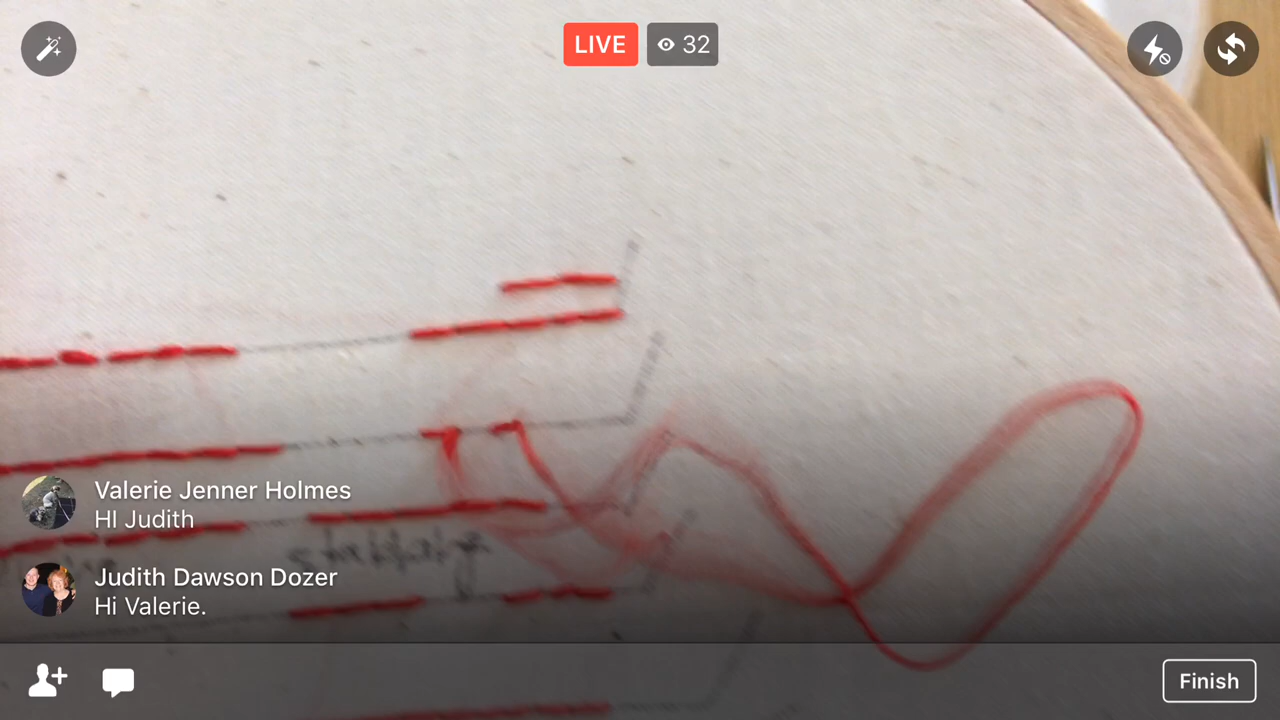 LIVE
32
Valerie Jenner Holmes
HI Judith
Judith Dawson Dozer
Hi Valerie.
Finish